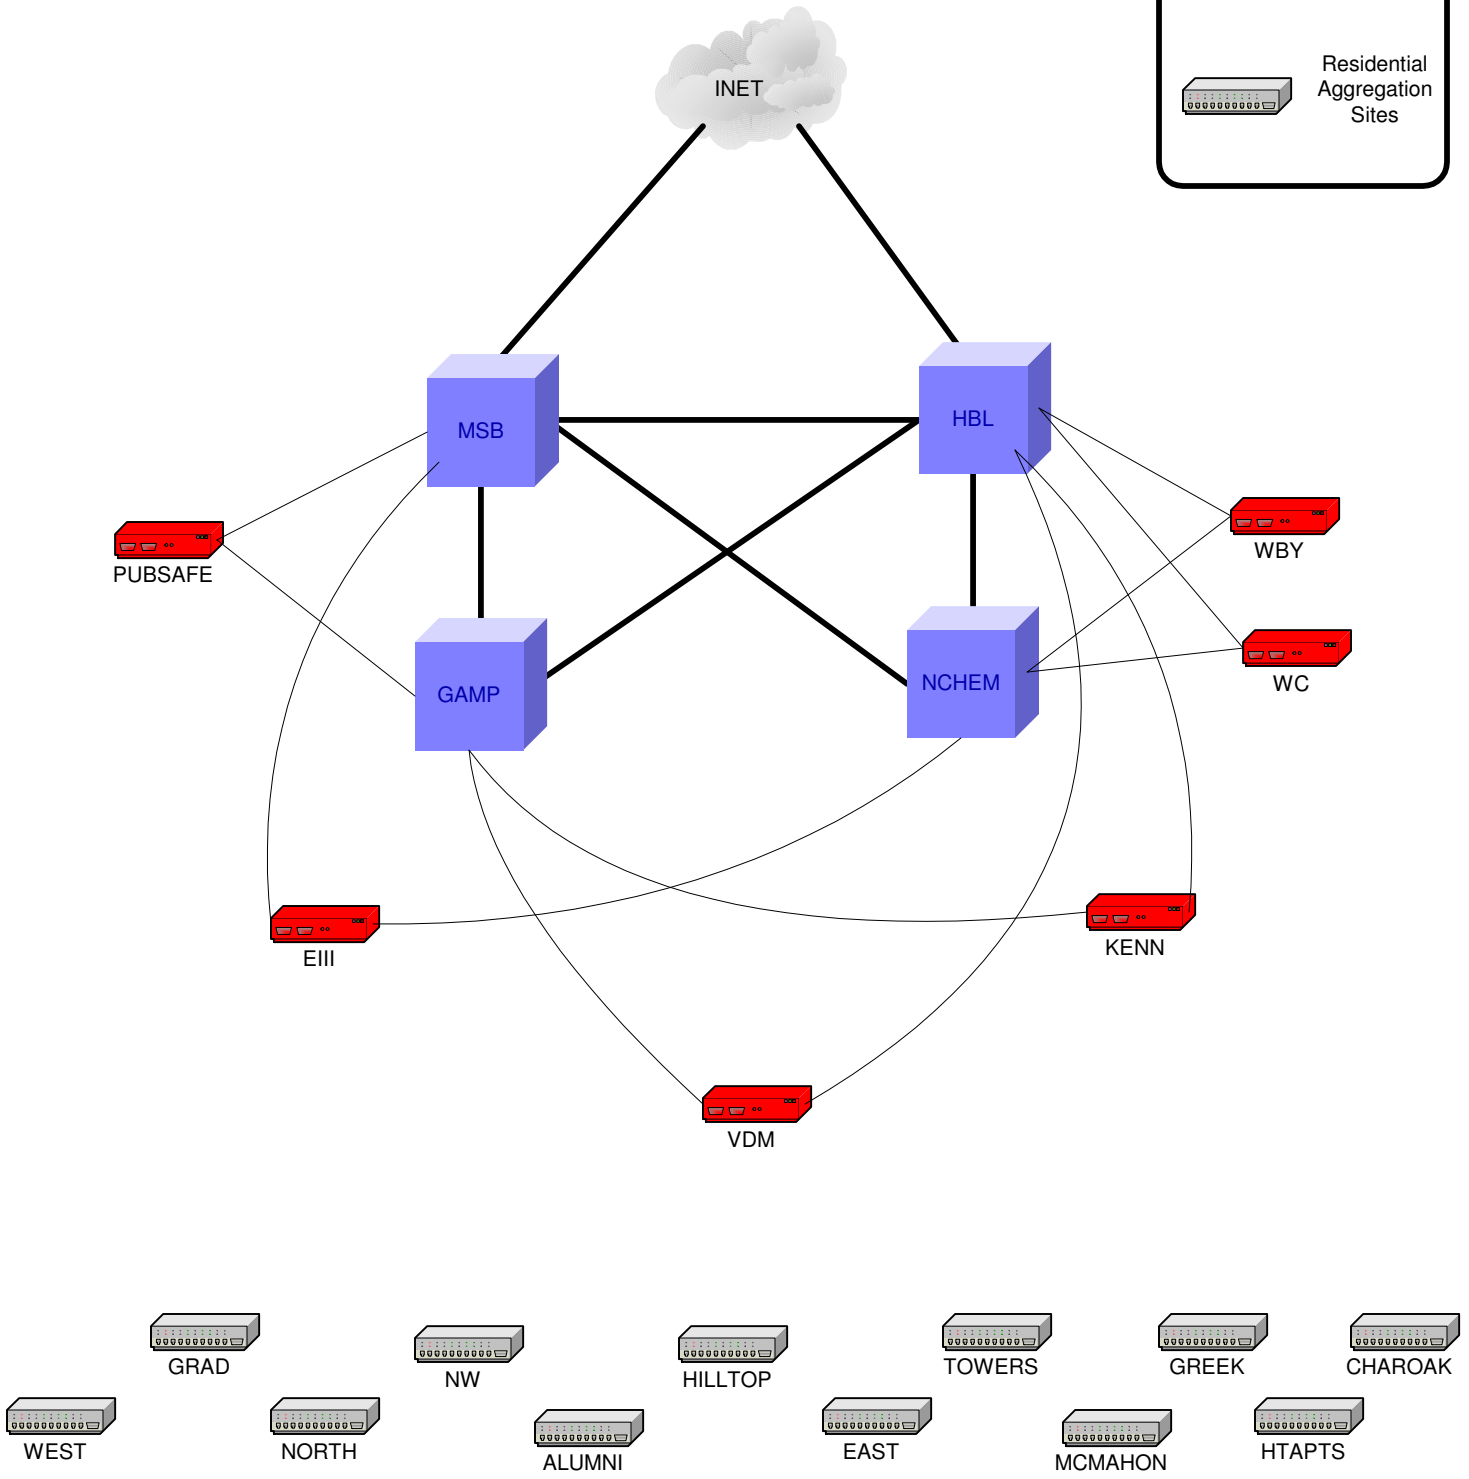 Residential
Aggregation
Sites
INET
MSB
HBL
PUBSAFE
WBY
GAMP
NCHEM
WC
EIII
KENN
VDM
GRAD
NW
HILLTOP
TOWERS
GREEK
CHAROAK
WEST
NORTH
ALUMNI
EAST
MCMAHON
HTAPTS